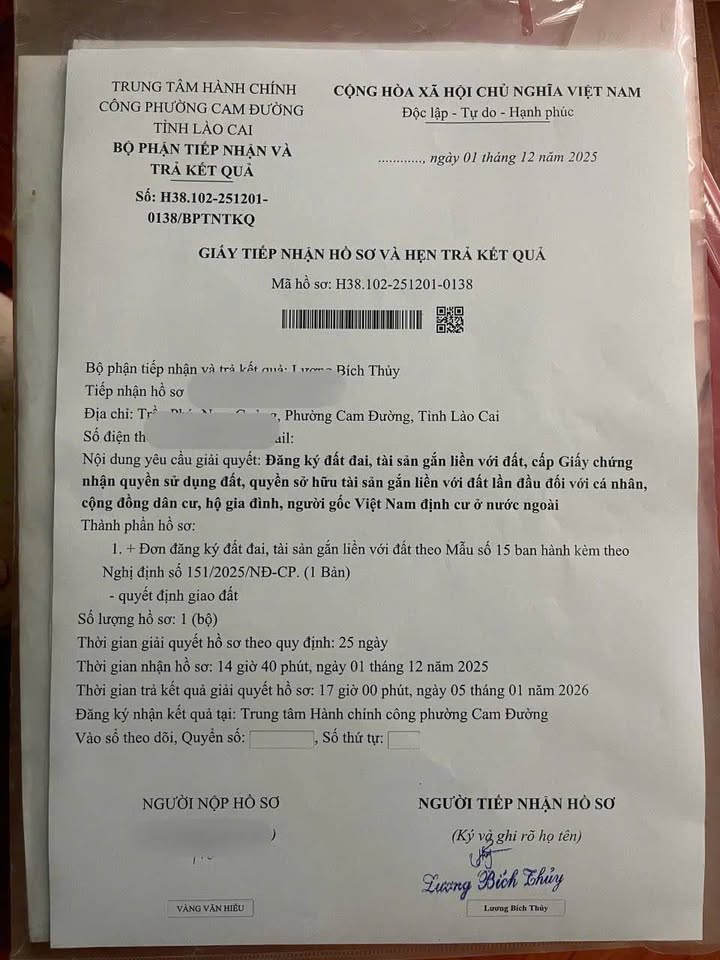 TRUNG TÂM HÀNH CHÍNH
CÔNG PHƯỜNG CAM ĐƯỜNG
TỈNH LÀO CAI
BỘ PHẬN TIẾP NHẬN VÀ
TRẢ KẾT QUẢ
Số: H38.102-251201-
0138/BPTNTKQ
CỘNG HÒA XÃ HỘI CHỦ NGHĨA VIỆT NAM
Độc lập - Tự do - Hạnh phúc
............, ngày 01 tháng 12 năm 2025
GIẤY TIẾP NHẬN HỒ SƠ VÀ HẸN TRẢ KẾT QUẢ
Mã hồ sơ: H38.102-251201-0138
Bộ phận tiếp nhận và trả kết quả: Lương Bích Thủy
Tiếp nhận hồ sơ
Địa chỉ: Phường Cam Đường, Tỉnh Lào Cai
Số điện
Nội dung yêu cầu giải quyết: Đăng ký đất đai, tài sản gắn liền với đất, cấp Giấy chứng
nhận quyền sử dụng đất, quyền sở hữu tài sản gắn liền với đất lần đầu đối với cá nhân,
cộng đồng dân cư, hộ gia đình, người gốc Việt Nam định cư ở nước ngoài
Thành phần hồ sơ:
1. + Đơn đăng ký đất đai, tài sản gắn liền với đất theo Mẫu số 15 ban hành kèm theo
Nghị định số 151/2025/NĐ-CP. (1 Bản)
- quyết định giao đất
Số lượng hồ sơ: 1 (bộ)
Thời gian giải quyết hồ sơ theo quy định: 25 ngày
Thời gian nhận hồ sơ: 14 giờ 40 phút, ngày 01 tháng 12 năm 2025
Thời gian trả kết quả giải quyết hồ sơ: 17 giờ 00 phút, ngày 05 tháng 01 năm 2026
Đăng ký nhận kết quả tại: Trung tâm Hành chính công phường Cam Đường
Vào sổ theo dõi, Quyển số: , Số thứ tự:
NGƯỜI NỘP HỒ SƠ
VÀNG VĂN HIẾU
NGƯỜI TIẾP NHẬN HỒ SƠ
(Ký và ghi rõ họ tên)
Lương Bích Thủy
Lương Bích Thủy